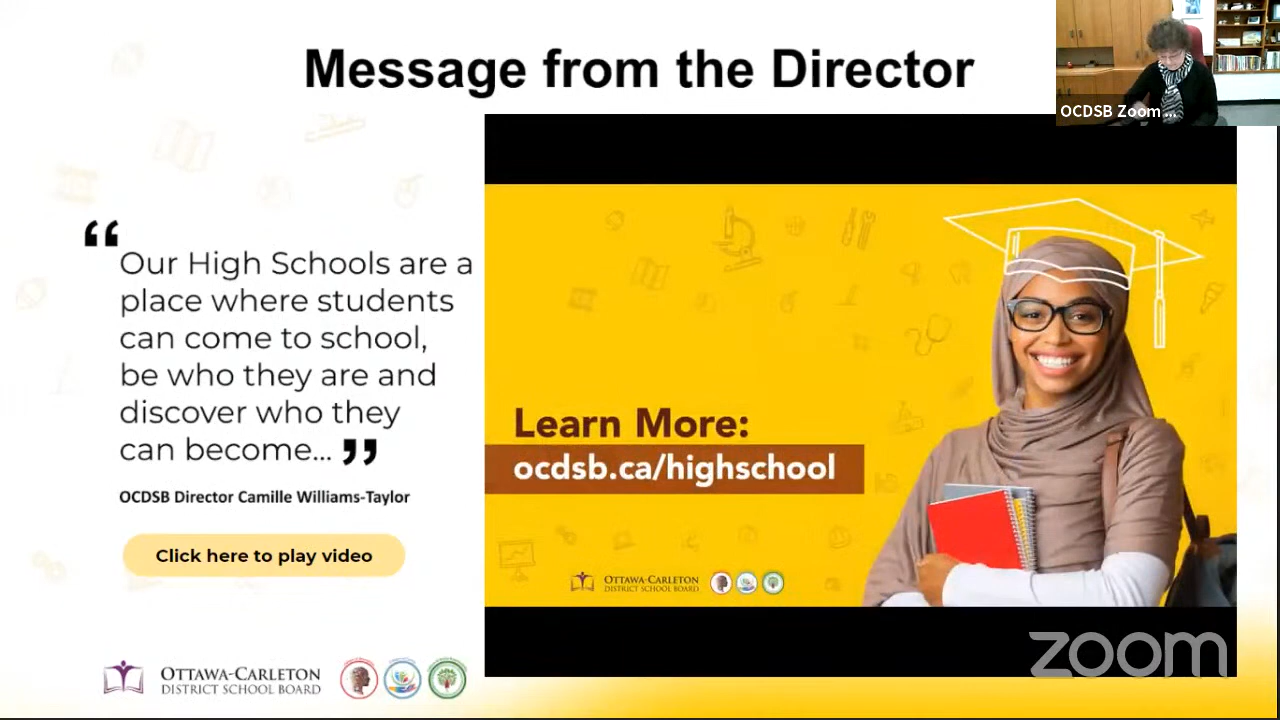 Message from the Director
OCDSB Zoom ...
“
Our High Schools are a
place where students
can come to school,
be who they are and
discover who they
can become... ”
OCDSB Director Camille Williams-Taylor
Click here to play video
Learn More:
ocdsb.ca/highschool
OTTAWA-CARLETON
DISTRICT SCHOOL BOARD
OTTAWA-CARLETON
DISTRICT SCHOOL BOARD
zoom